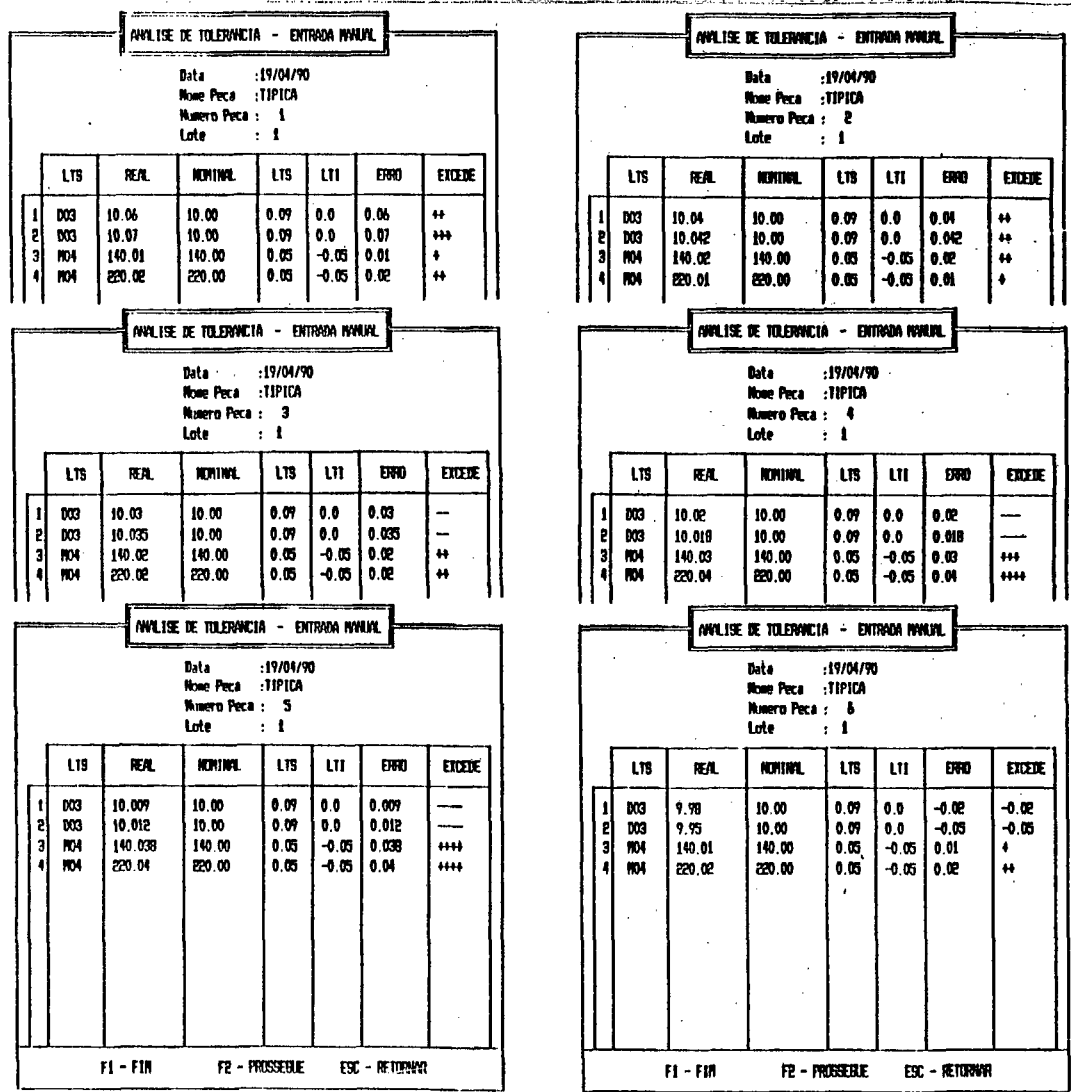 ANALISE DE TOLERANCIA - ENTRADA MANUAL
Data :19/04/90
Nome Peca :TIPICA
Numero Peca : 1
Lote : 1
LTS REAL NOMINAL LTS LTI ERRO EXCEDE
1 D03 10.06 10.00 0.09 0.0 0.06 ++
2 D03 10.07 10.00 0.09 0.0 0.07 +++
3 M04 140.01 140.00 0.05 -0.05 0.01 +
4 M04 220.02 220.00 0.05 -0.05 0.02 ++
ANALISE DE TOLERANCIA - ENTRADA MANUAL
Data :19/04/90
Nome Peca :TIPICA
Numero Peca : 2
Lote : 1
LTS REAL NOMINAL LTS LTI ERRO EXCEDE
1 D03 10.04 10.00 0.09 0.0 0.04 ++
2 D03 10.042 10.00 0.09 0.0 0.042 ++
3 M04 140.02 140.00 0.05 -0.05 0.02 ++
4 M04 220.01 220.00 0.05 -0.05 0.01 +
ANALISE DE TOLERANCIA - ENTRADA MANUAL
Data :19/04/90
Nome Peca :TIPICA
Numero Peca : 3
Lote : 1
LTS REAL NOMINAL LTS LTI ERRO EXCEDE
1 D03 10.03 10.00 0.09 0.0 0.03 --
2 D03 10.035 10.00 0.09 0.0 0.035 --
3 M04 140.02 140.00 0.05 -0.05 0.02 ++
4 M04 220.02 220.00 0.05 -0.05 0.02 ++
ANALISE DE TOLERANCIA - ENTRADA MANUAL
Data :19/04/90
Nome Peca :TIPICA
Numero Peca : 4
Lote : 1
LTS REAL NOMINAL LTS LTI ERRO EXCEDE
1 D03 10.02 10.00 0.09 0.0 0.02 ---
2 D03 10.018 10.00 0.09 0.0 0.018 ---
3 M04 140.03 140.00 0.05 -0.05 0.03 +++
4 M04 220.04 220.00 0.05 -0.05 0.04 ++++
ANALISE DE TOLERANCIA - ENTRADA MANUAL
Data :19/04/90
Nome Peca :TIPICA
Numero Peca : 5
Lote : 1
LTS REAL NOMINAL LTS LTI ERRO EXCEDE
1 D03 10.009 10.00 0.09 0.0 0.009 ----
2 D03 10.012 10.00 0.09 0.0 0.012 ----
3 M04 140.038 140.00 0.05 -0.05 0.038 ++++
4 M04 220.04 220.00 0.05 -0.05 0.04 ++++
F1 - FIM F2 - PROSSEGUE ESC - RETORNAR
ANALISE DE TOLERANCIA - ENTRADA MANUAL
Data :19/04/90
Nome Peca :TIPICA
Numero Peca : 6
Lote : 1
LTS REAL NOMINAL LTS LTI ERRO EXCEDE
1 D03 9.98 10.00 0.09 0.0 -0.02 -0.02
2 D03 9.95 10.00 0.09 0.0 -0.05 -0.05
3 M04 140.01 140.00 0.05 -0.05 0.01 +
4 M04 220.02 220.00 0.05 -0.05 0.02 ++
F1 - FIM F2 - PROSSEGUE ESC - RETORNAR